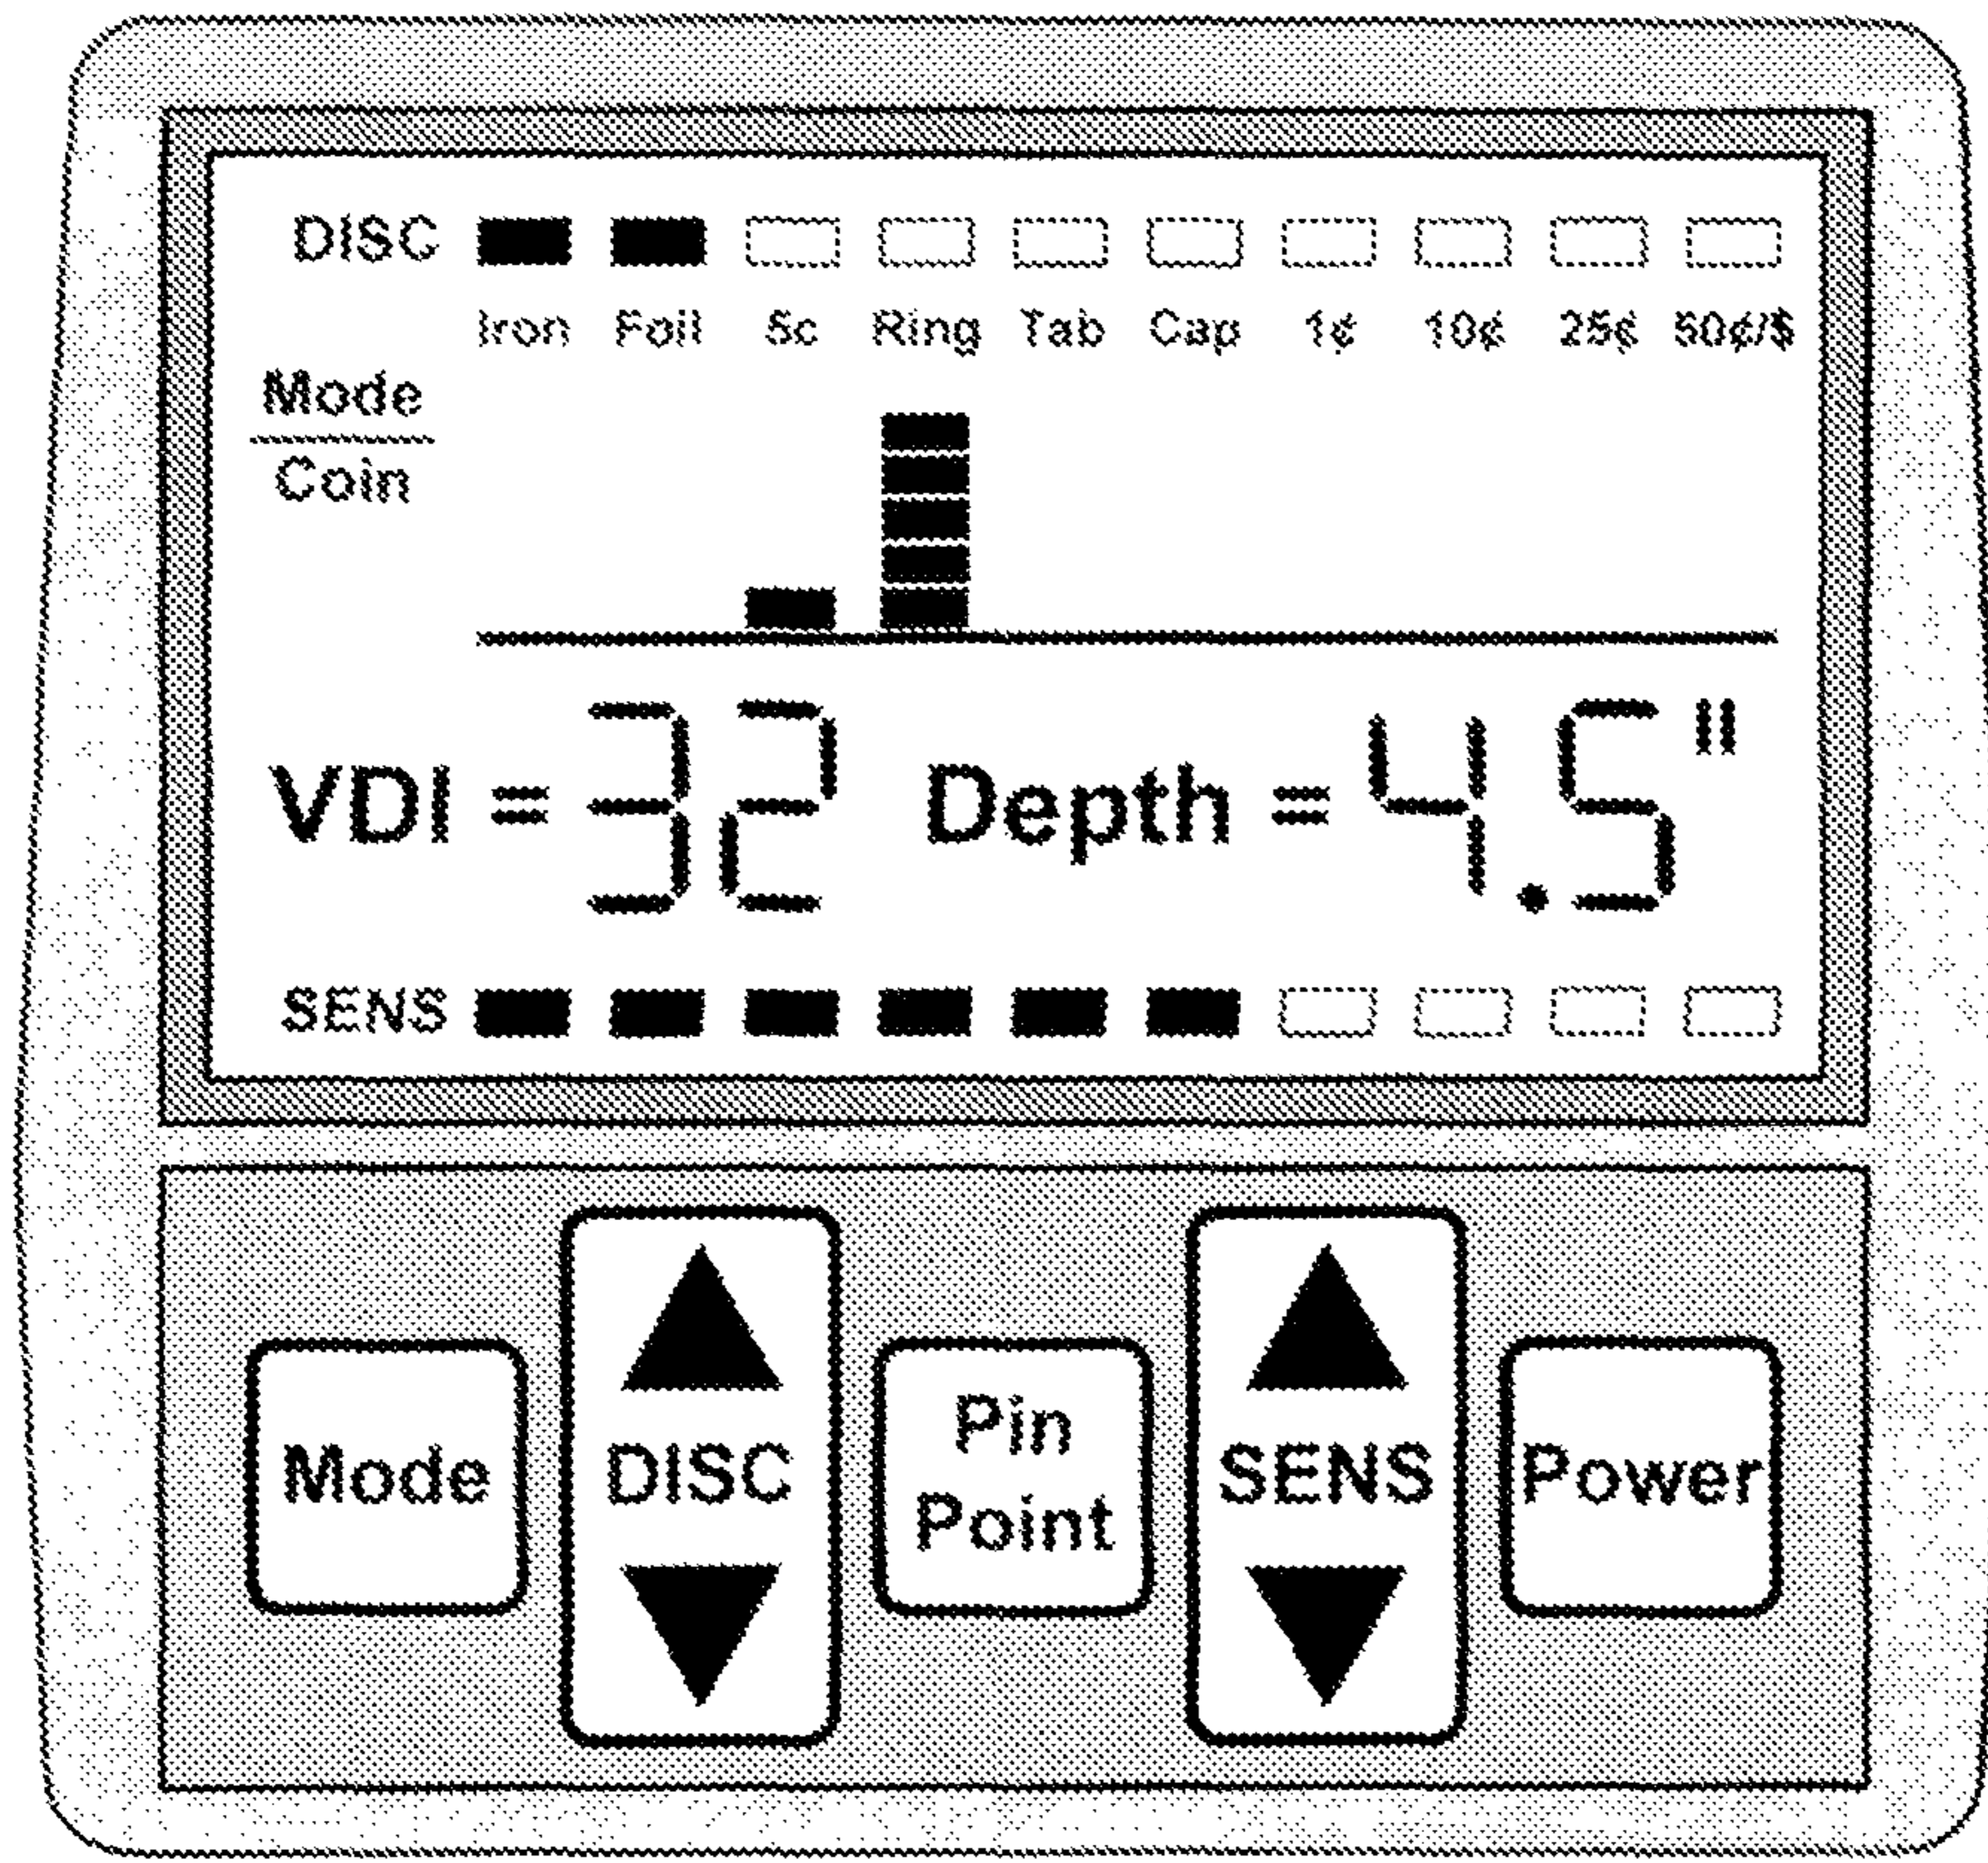 DISC
Iron Foil 5c Ring Tab Cap 1¢ 10¢ 25¢ 50¢/$
Mode
Coin
VDI = 32 Depth = 4.5"
SENS
Mode
DISC
Pin
Point
SENS
Power